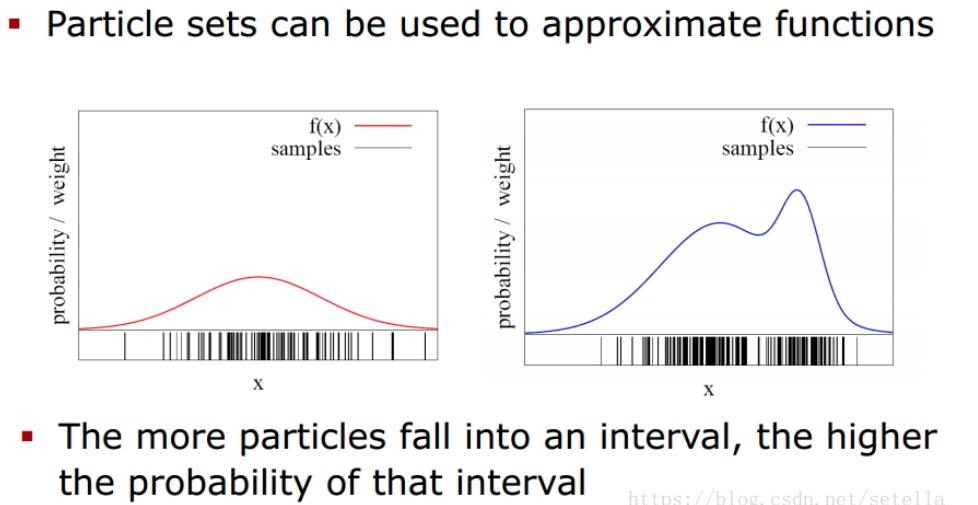 Particle sets can be used to approximate functions
f(x)
samples
probability / weight
x
f(x)
samples
probability / weight
x
The more particles fall into an interval, the higher
the probability of that interval
https://blog.csdn.net/setella